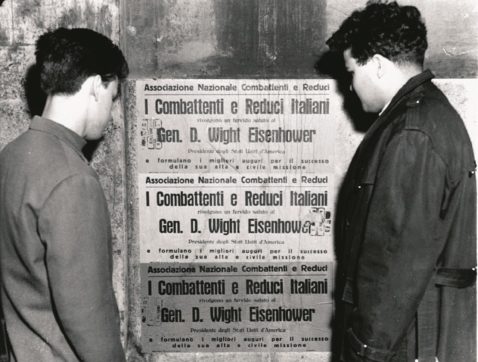 Associazione Nazionale Combattenti e Reduci
I Combattenti e Reduci Italiani
rivolgono un fervido saluto al
Gen. D. Wight Eisenhower
Presidente degli Stati Uniti d'America
e formulano i migliori auguri per il successo
della sua alta e civile missione
Associazione Nazionale Combattenti e Reduci
I Combattenti e Reduci Italiani
rivolgono un fervido saluto al
Gen. D. Wight Eisenhower
Presidente degli Stati Uniti d'America
e formulano i migliori auguri per il successo
della sua alta e civile missione
Associazione Nazionale Combattenti e Reduci
I Combattenti e Reduci Italiani
rivolgono un fervido saluto al
Gen. D. Wight Eisenhower
Presidente degli Stati Uniti d'America
e formulano i migliori auguri per il successo
della sua alta e civile missione